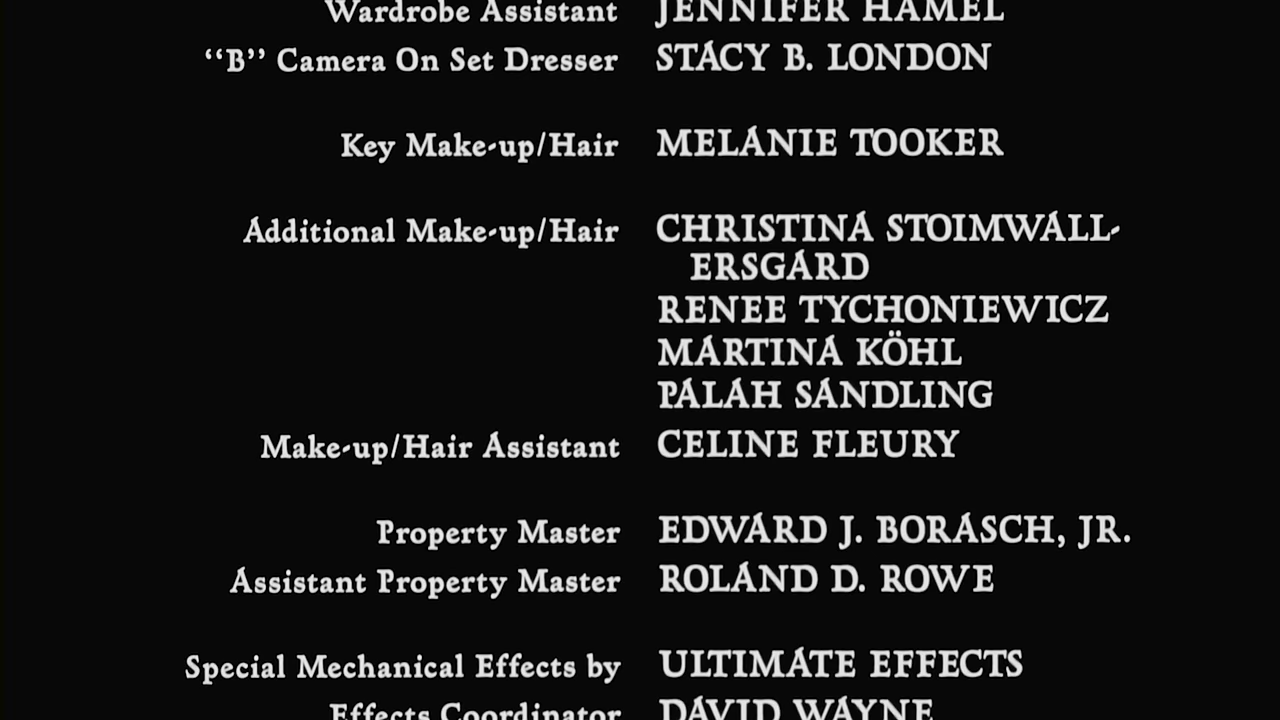 Wardrobe Assistant JENNIFER HAMEL
“B” Camera On Set Dresser STACY B. LONDON
Key Make-up/Hair MELANIE TOOKER
Additional Make-up/Hair CHRISTINA STOIMWALL-
ERSGARD
RENEE TYCHONIEWICZ
MARTINA KÖHL
PALAH SANDLING
Make-up/Hair Assistant CELINE FLEURY
Property Master EDWARD J. BORASCH, JR.
Assistant Property Master ROLAND D. ROWE
Special Mechanical Effects by ULTIMATE EFFECTS
Effects Coordinator DAVID WAYNE